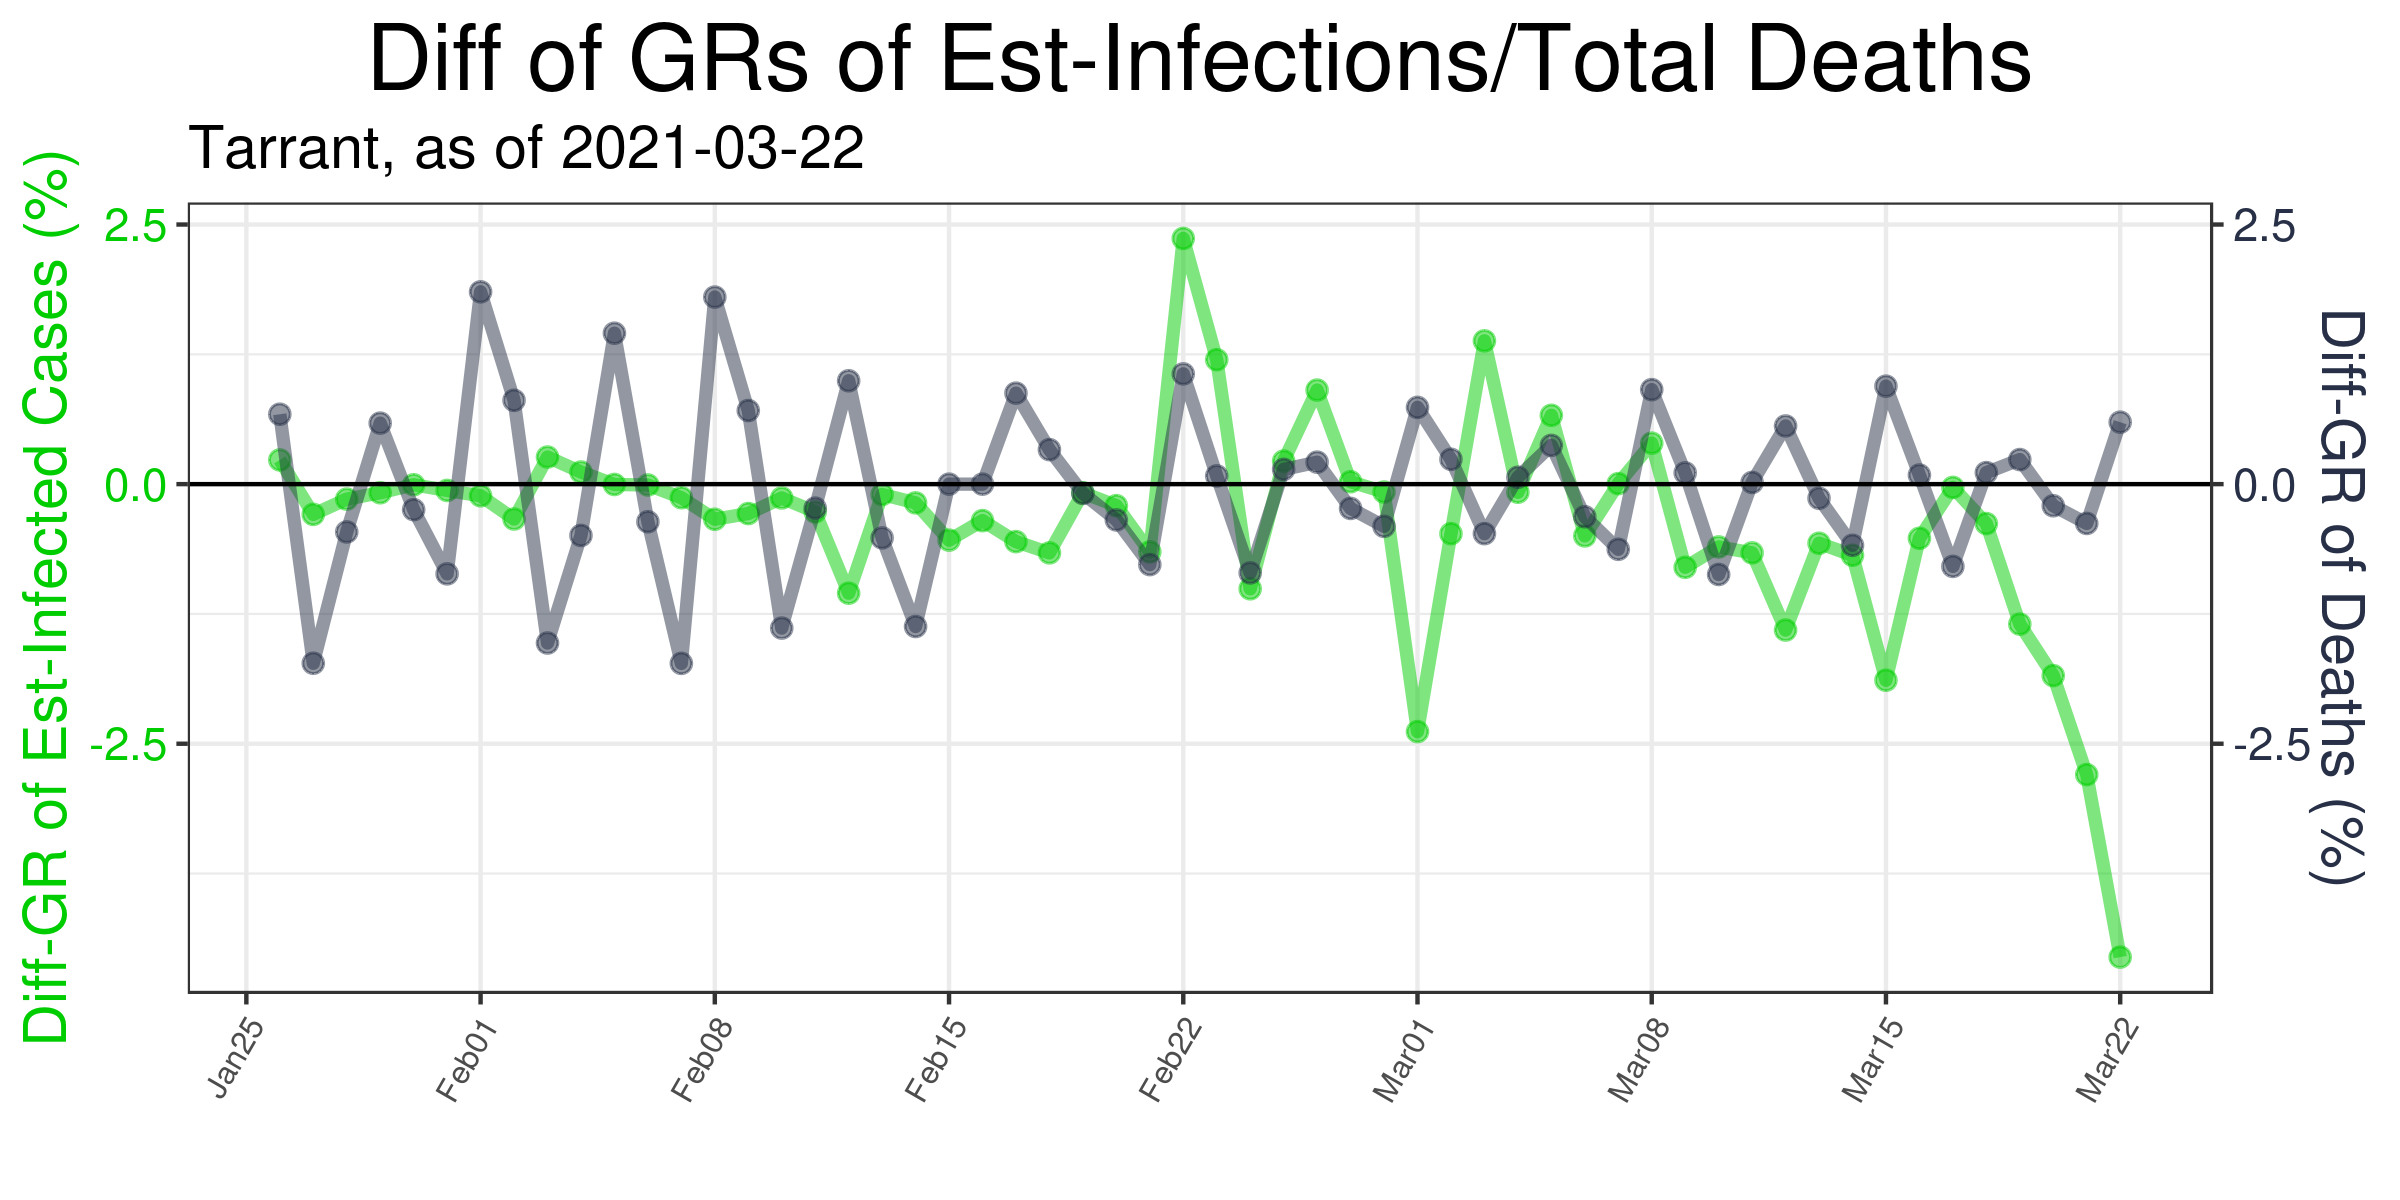 Diff of GRs of Est-Infections/Total Deaths
Tarrant, as of 2021-03-22
Diff-GR of Est-Infected Cases (%)
2.5
0.0
-2.5
2.5
0.0
-2.5
Diff-GR of Deaths (%)
Jan25
Feb01
Feb08
Feb15
Feb22
Mar01
Mar08
Mar15
Mar22